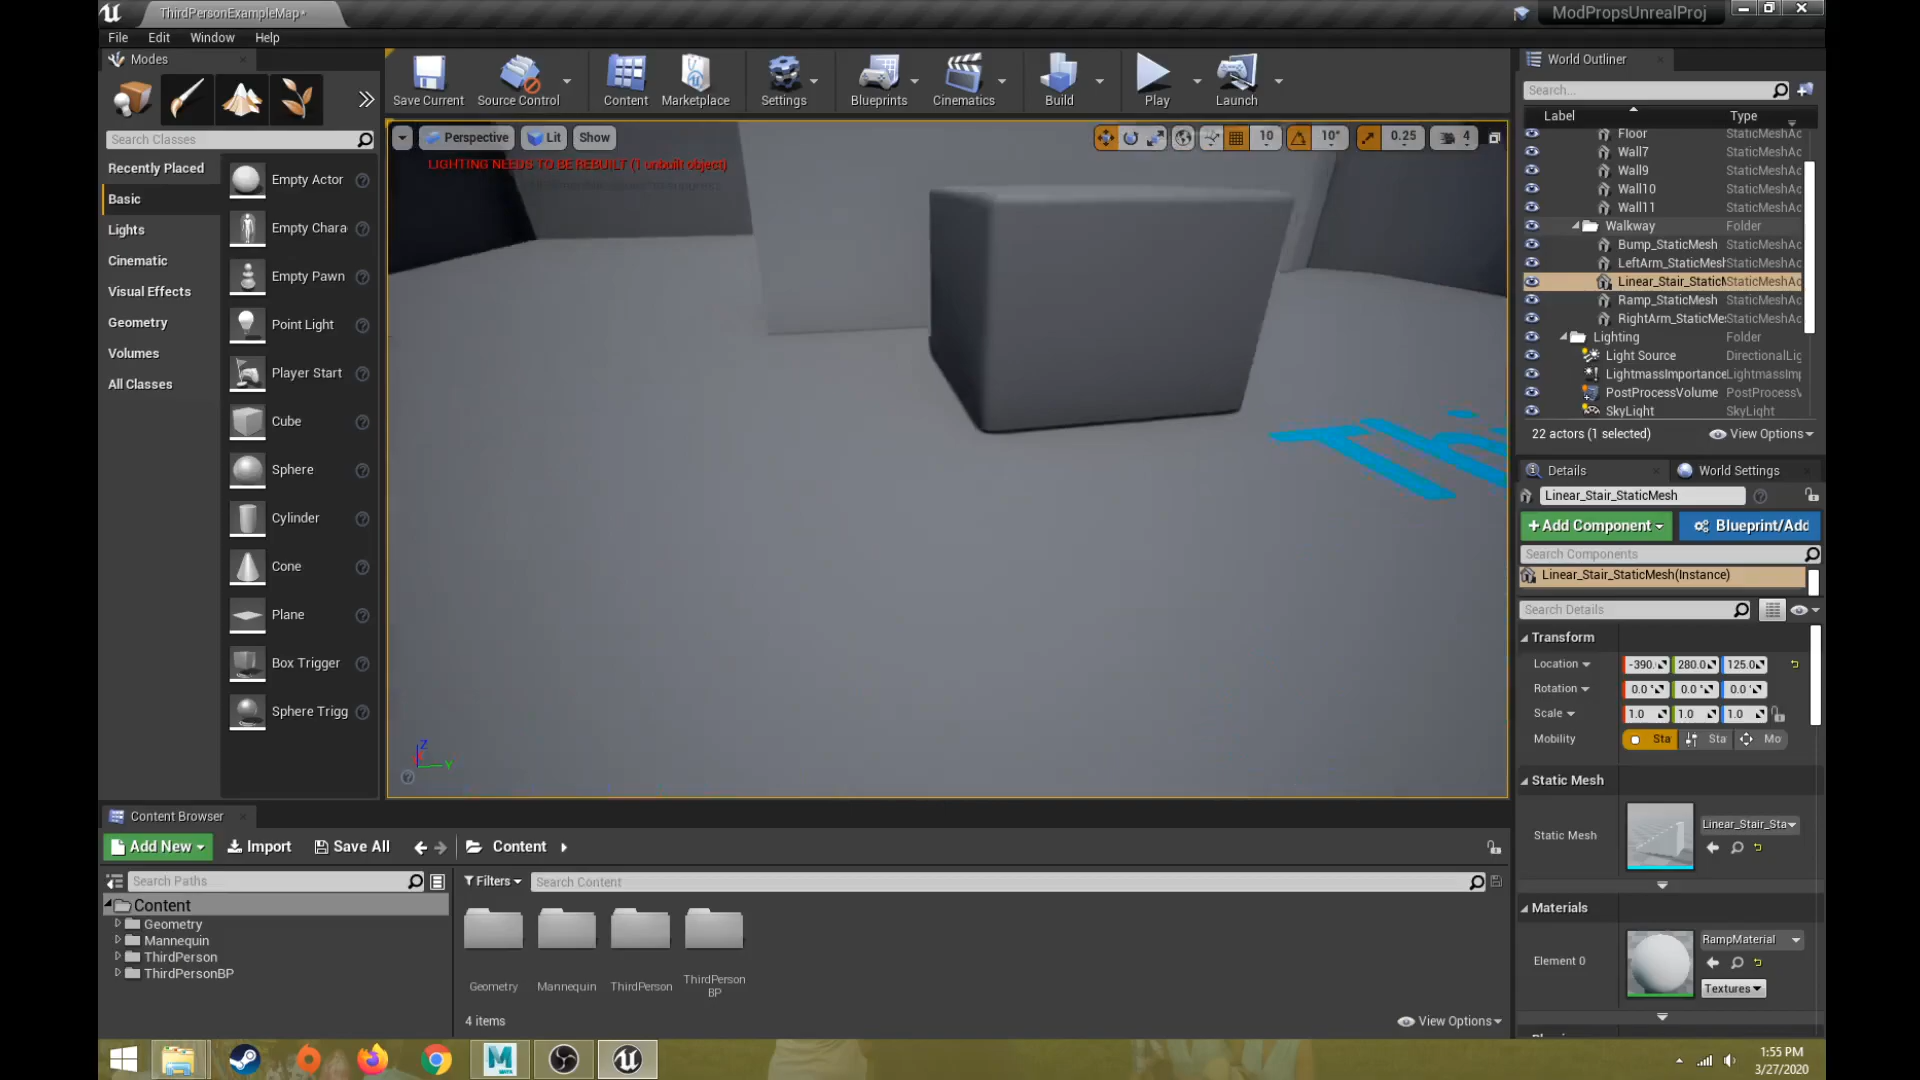 ThirdPersonExampleMap*
ModPropsUnrealProj
File Edit Window Help
Modes
Search Classes
Recently Placed
Basic
Lights
Cinematic
Visual Effects
Geometry
Volumes
All Classes
Empty Actor
Empty Chara
Empty Pawn
Point Light
Player Start
Cube
Sphere
Cylinder
Cone
Plane
Box Trigger
Sphere Trigg
Save Current
Source Control
Content
Marketplace
Settings
Blueprints
Cinematics
Build
Play
Launch
Perspective Lit Show
10 10° 0.25 4
LIGHTING NEEDS TO BE REBUILT (1 unbuilt object)
Thi
Z
Y
World Outliner
Search...
Label Type
Floor StaticMeshAc
Wall7 StaticMeshAc
Wall9 StaticMeshAc
Wall10 StaticMeshAc
Wall11 StaticMeshAc
Walkway Folder
Bump_StaticMesh StaticMeshAc
LeftArm_StaticMesh StaticMeshAc
Linear_Stair_StaticM StaticMeshAc
Ramp_StaticMesh StaticMeshAc
RightArm_StaticMes StaticMeshAc
Lighting Folder
Light Source DirectionalLig
LightmassImportance LightmassImp
PostProcessVolume PostProcessV
SkyLight SkyLight
22 actors (1 selected) View Options
Details World Settings
Linear_Stair_StaticMesh
+Add Component Blueprint/Add
Search Components
Linear_Stair_StaticMesh(Instance)
Search Details
Transform
Location -390. 280.0 125.0
Rotation 0.0 ° 0.0 ° 0.0 °
Scale 1.0 1.0 1.0
Mobility Sta Sta Mo
Static Mesh
Static Mesh Linear_Stair_Sta
Materials
Element 0 RampMaterial
Textures
Content Browser
Add New Import Save All Content
Search Paths
Filters Search Content
Content
Geometry
Mannequin
ThirdPerson
ThirdPersonBP
Geometry Mannequin ThirdPerson ThirdPerson
BP
4 items View Options
1:55 PM
3/27/2020